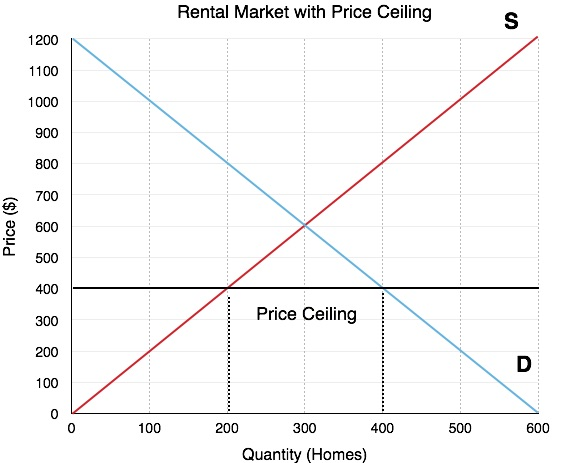 Rental Market with Price Ceiling
S
1200
1100
1000
900
800
700
600
500
400
300
200
100
0
Price ($)
Price Ceiling
D
0 100 200 300 400 500 600
Quantity (Homes)